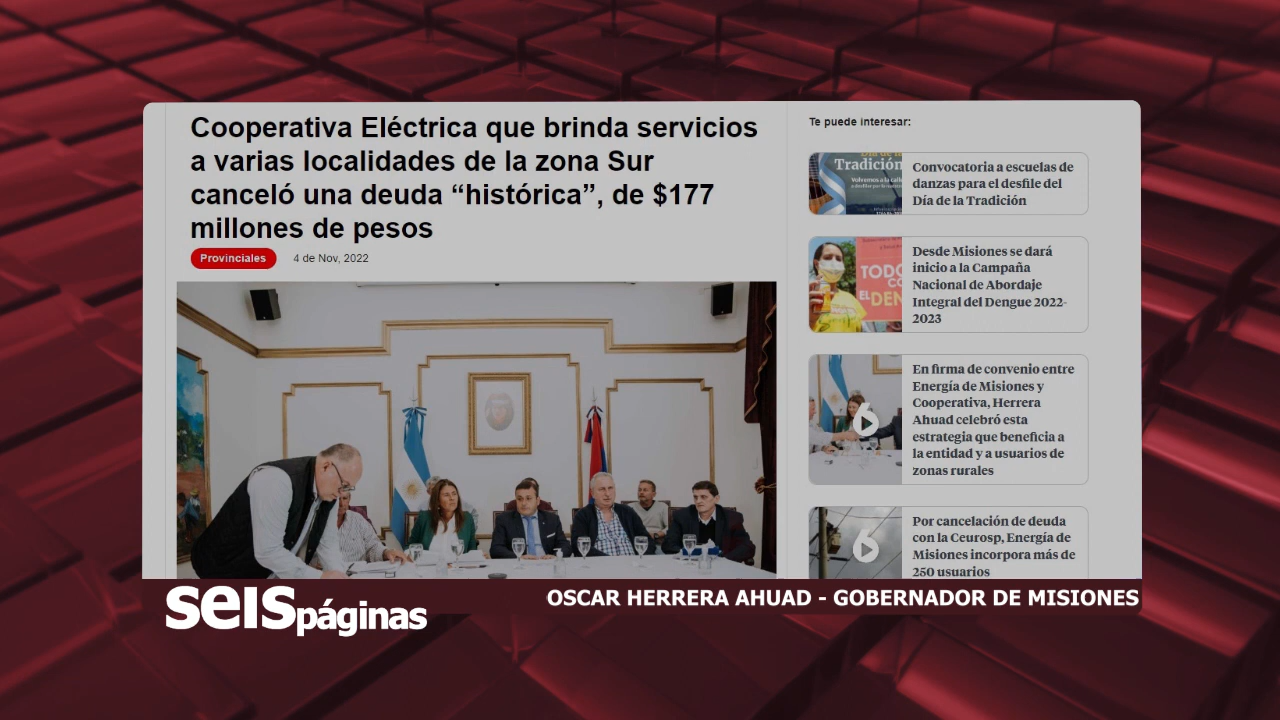 Cooperativa Eléctrica que brinda servicios
a varias localidades de la zona Sur
canceló una deuda “histórica”, de $177
millones de pesos
Provinciales
4 de Nov, 2022
Te puede interesar:
Tradición
Convocatoria a escuelas de
danzas para el desfile del
Día de la Tradición
Desde Misiones se dará
inicio a la Campaña
Nacional de Abordaje
Integral del Dengue 2022-
2023
En firma de convenio entre
Energía de Misiones y
Cooperativa, Herrera
Ahuad celebró esta
estrategia que beneficia a
la entidad y a usuarios de
zonas rurales
Por cancelación de deuda
con la Ceurosp, Energía de
Misiones incorpora más de
250 usuarios
seis páginas
OSCAR HERRERA AHUAD - GOBERNADOR DE MISIONES